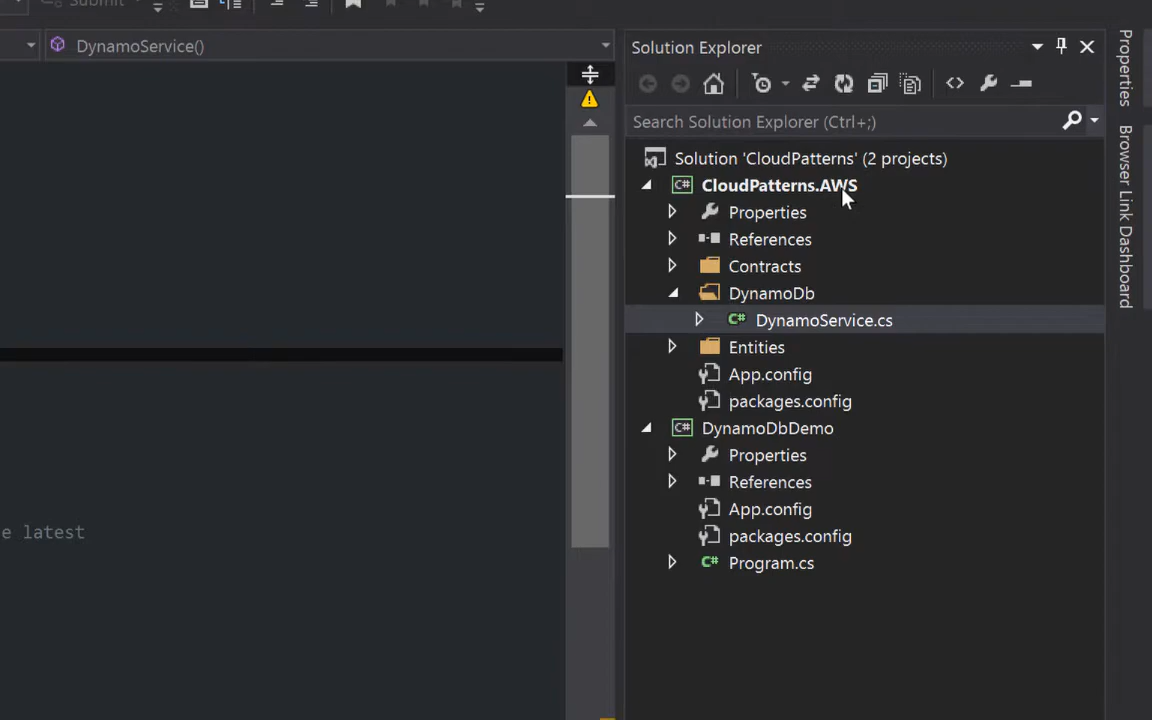 Submit
DynamoService()
Solution Explorer
Search Solution Explorer (Ctrl+;)
Solution 'CloudPatterns' (2 projects)
C# CloudPatterns.AWS
Properties
References
Contracts
DynamoDb
C# DynamoService.cs
Entities
App.config
packages.config
C# DynamoDbDemo
Properties
References
App.config
packages.config
C# Program.cs
e latest
Properties
Browser Link Dashboard